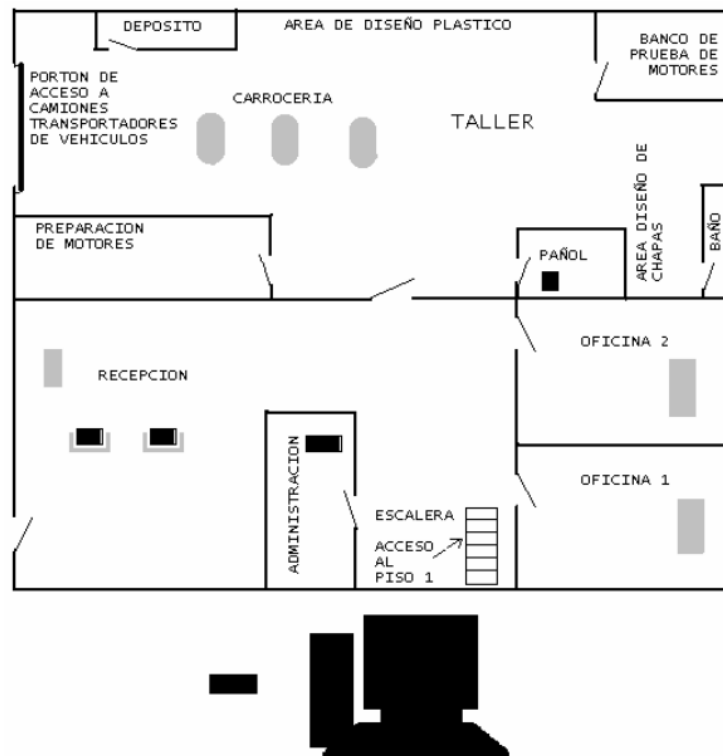 DEPOSITO
AREA DE DISEÑO PLASTICO
BANCO DE
PRUEBA DE
MOTORES
PORTON DE
ACCESO A
CAMIONES
TRANSPORTADORES
DE VEHICULOS
CARROCERIA
TALLER
AREA DISEÑO DE
CHAPAS
BAÑO
PREPARACION
DE MOTORES
PAÑOL
OFICINA 2
RECEPCION
ADMINISTRACION
OFICINA 1
ESCALERA
ACCESO
AL
PISO 1